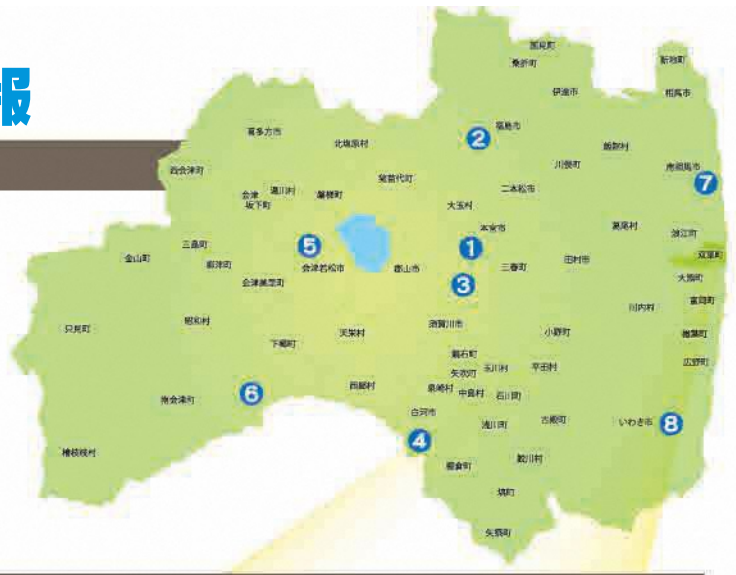 報
国見町
桑折町
新地町
伊達市
相馬市
喜多方市
福島市
②
北塩原村
飯舘村
川俣町
南相馬市
⑦
西会津町
猪苗代町
会津
坂下町
湯川村
磐梯町
二本松市
大玉村
本宮市
葛尾村
浪江町
三島町
⑤
①
双葉町
金山町
柳津町
会津若松市
郡山市
三春町
田村市
大熊町
会津美里町
③
富岡町
川内村
只見町
昭和村
天栄村
須賀川市
小野町
楢葉町
下郷町
鏡石町
矢吹町
玉川村
平田村
広野町
西郷村
泉崎村
中島村
石川町
⑥
南会津町
白河市
浅川町
古殿町
いわき市
⑧
④
檜枝岐村
棚倉町
鮫川村
塙町
矢祭町